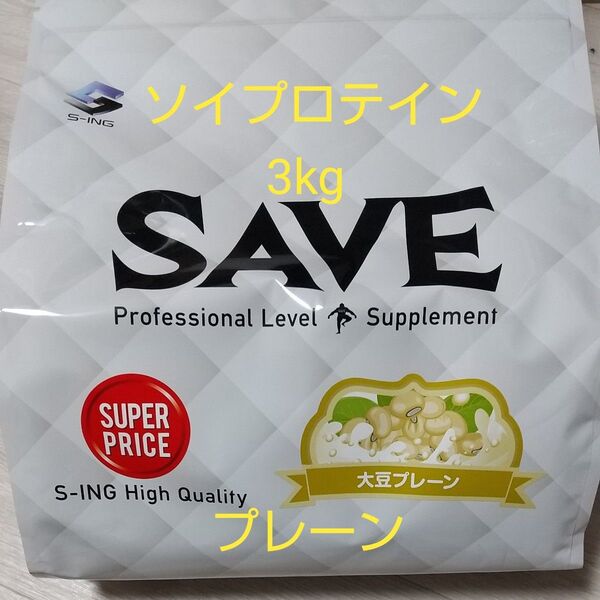 S-ING
ソイプロテイン
3kg
SAVE
Professional Level Supplement
SUPER
PRICE
S-ING High Quality
大豆プレーン
プレーン